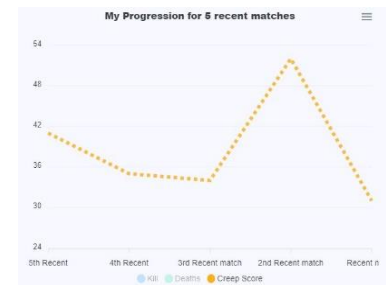 My Progression for 5 recent matches
54
48
42
36
30
24
5th Recent 4th Recent 3rd Recent match 2nd Recent match Recent n
Kill Deaths Creep Score